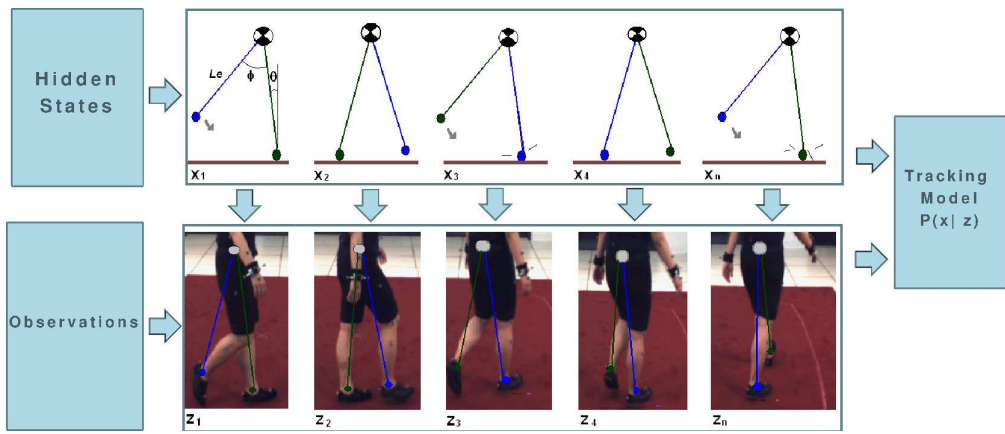 Hidden
States
Le
ϕ
θ
x1
x2
x3
x4
xn
Tracking
Model
P(x| z)
Observations
z1
z2
z3
z4
zn